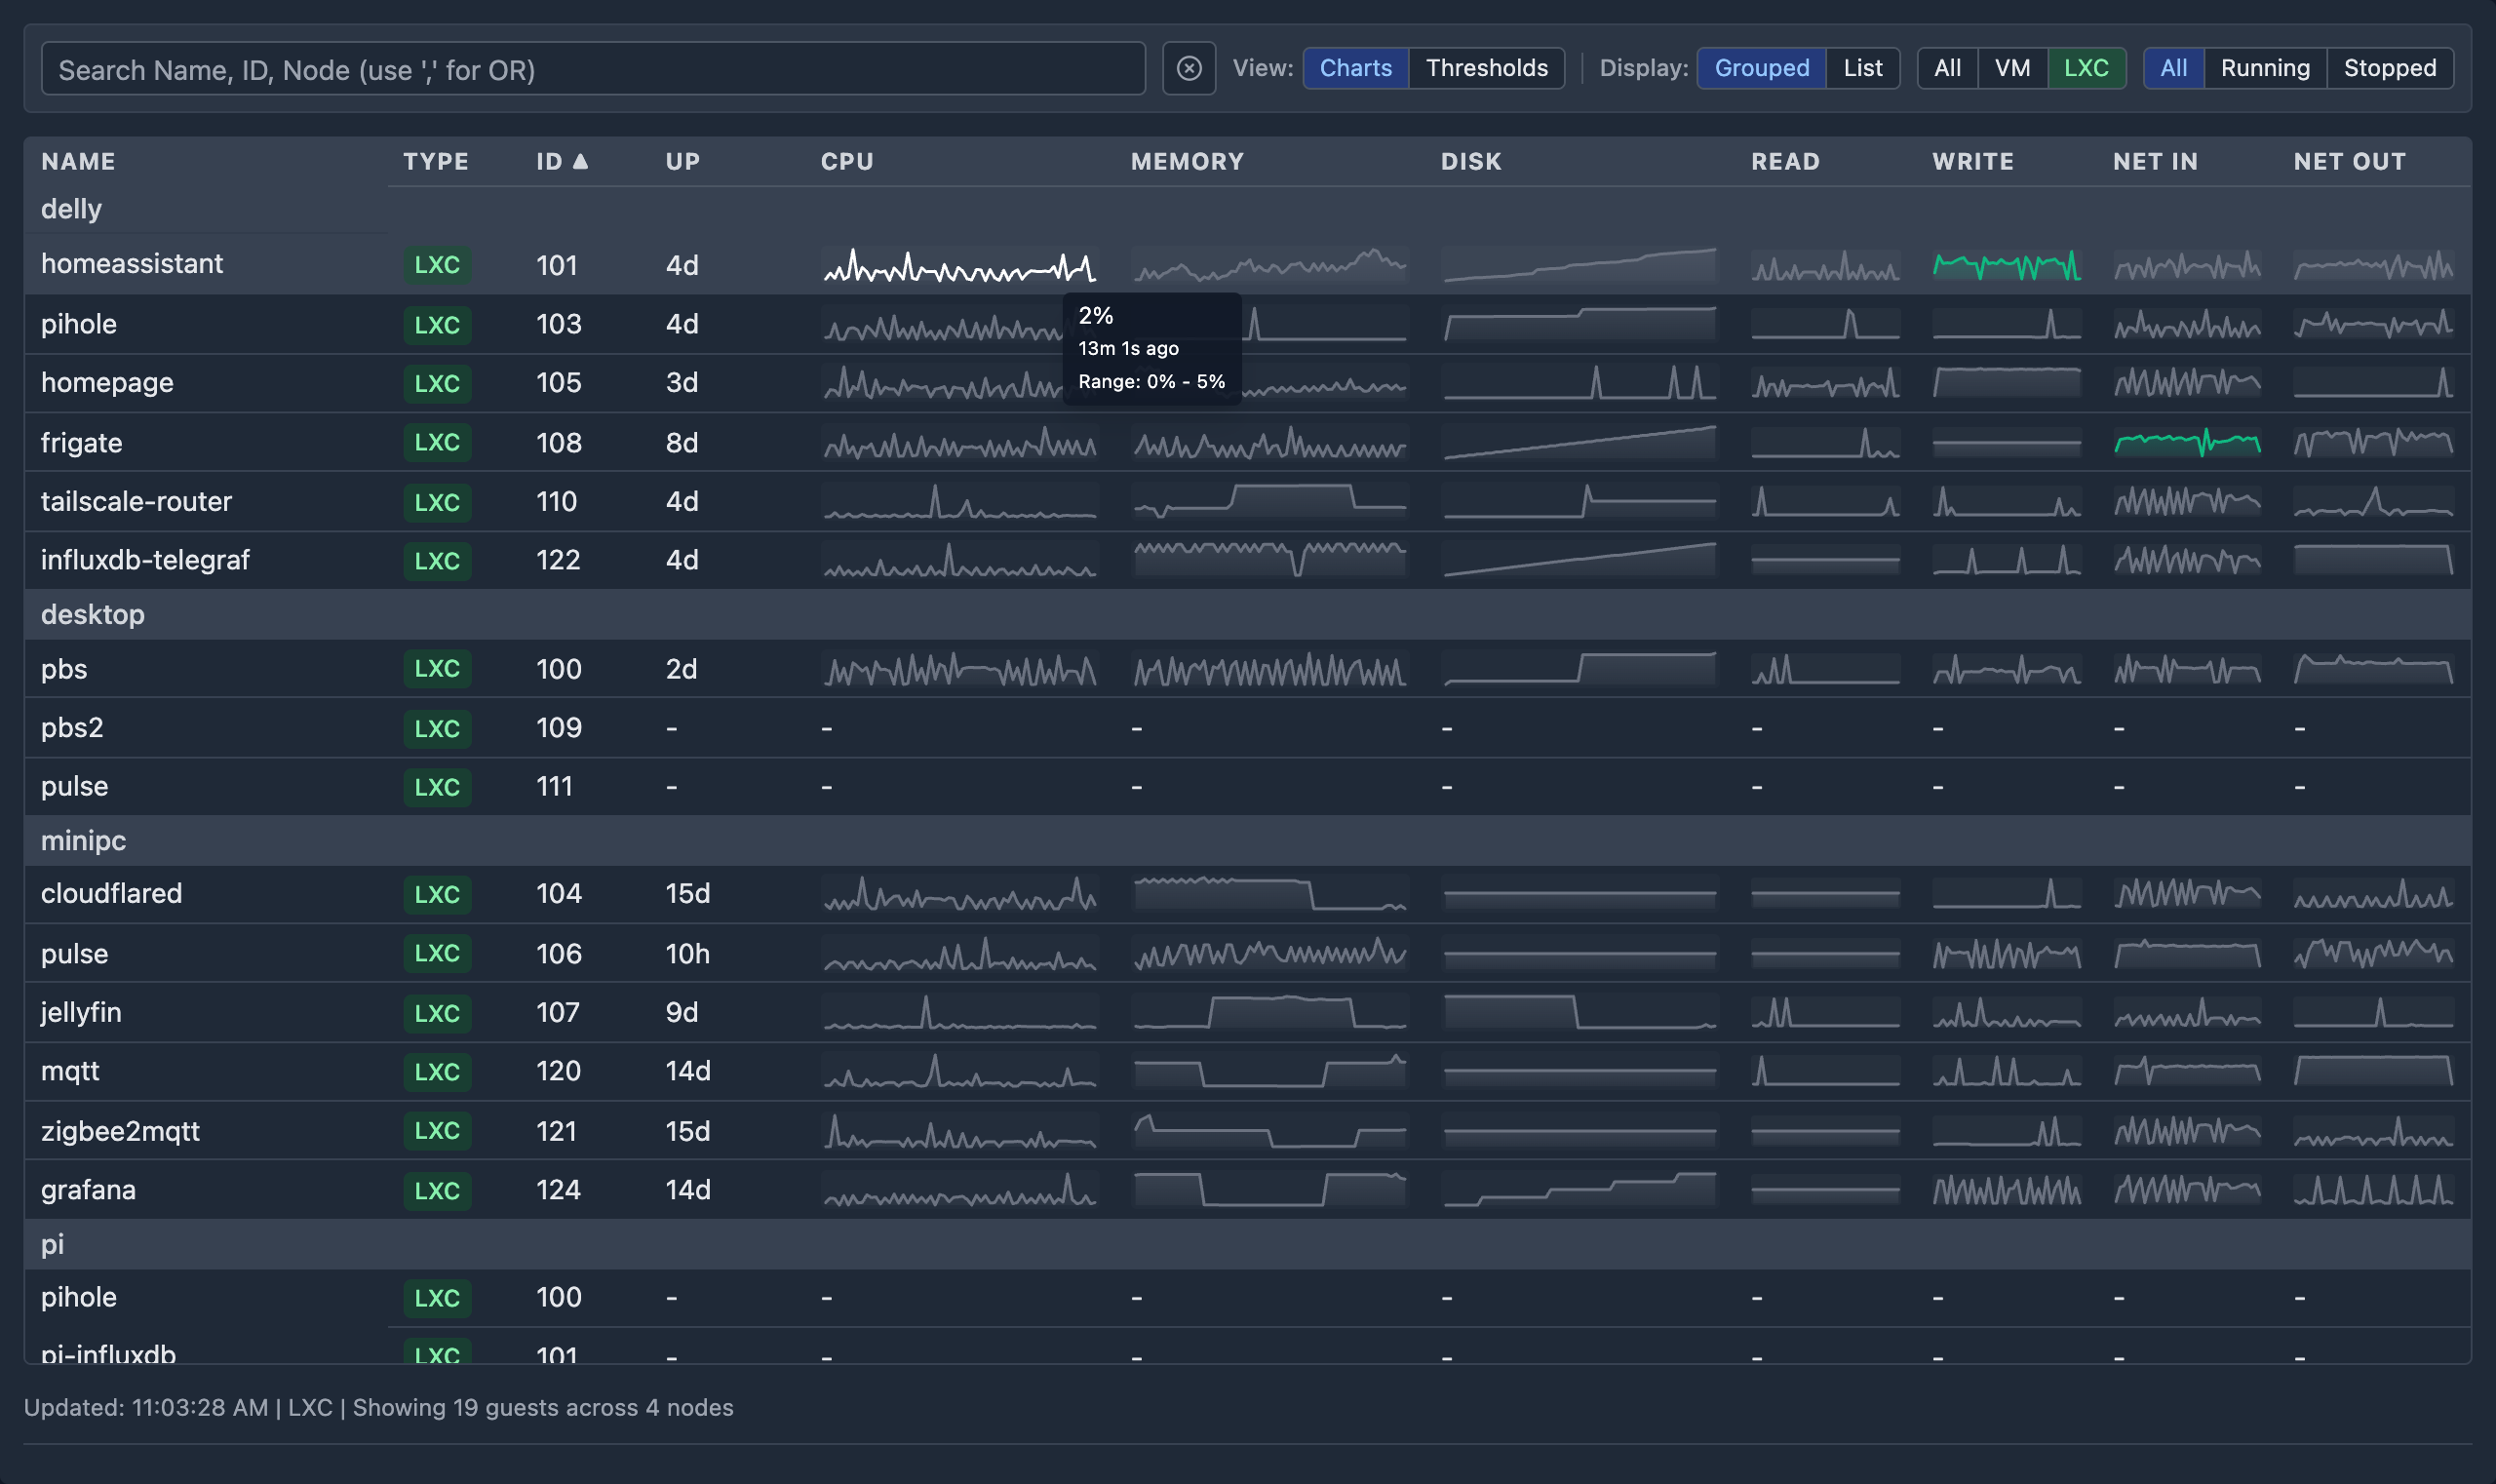 Search Name, ID, Node (use ',' for OR) View: Charts Thresholds Display: Grouped List All VM LXC All Running Stopped
NAME TYPE ID ▲ UP CPU MEMORY DISK READ WRITE NET IN NET OUT
delly
homeassistant LXC 101 4d
pihole LXC 103 4d
2%
13m 1s ago
Range: 0% - 5%
homepage LXC 105 3d
frigate LXC 108 8d
tailscale-router LXC 110 4d
influxdb-telegraf LXC 122 4d
desktop
pbs LXC 100 2d
pbs2 LXC 109 - - - - - - - -
pulse LXC 111 - - - - - - - -
minipc
cloudflared LXC 104 15d
pulse LXC 106 10h
jellyfin LXC 107 9d
mqtt LXC 120 14d
zigbee2mqtt LXC 121 15d
grafana LXC 124 14d
pi
pihole LXC 100 - - - - - - - -
pi-influxdb LXC 101 - - - - - - - -
Updated: 11:03:28 AM | LXC | Showing 19 guests across 4 nodes